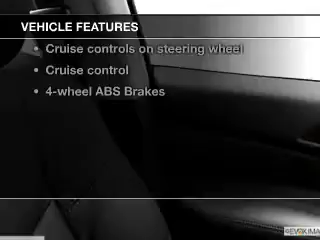 VEHICLE FEATURES
• Cruise controls on steering wheel
• Cruise control
• 4-wheel ABS Brakes